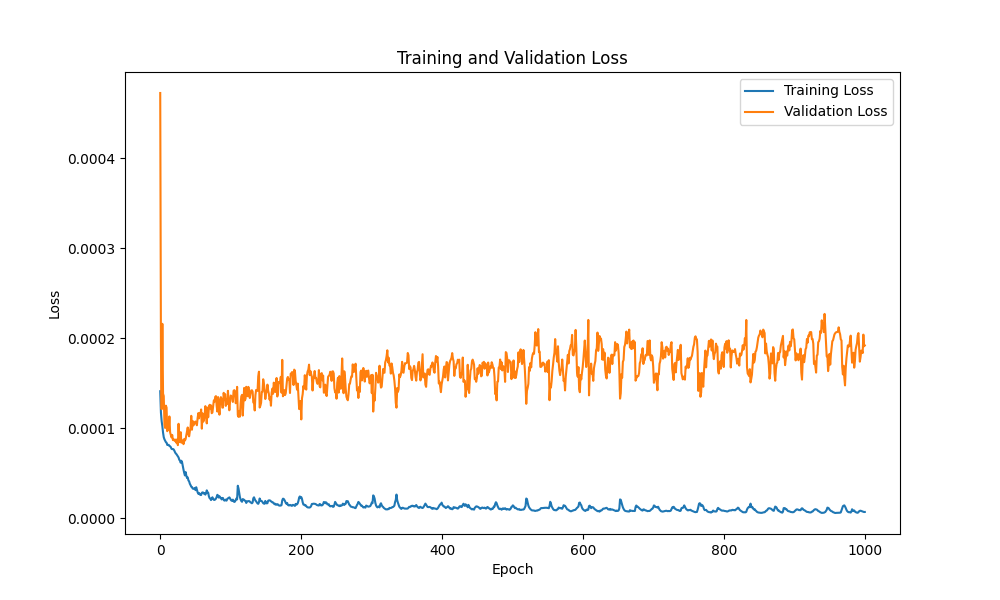 Training and Validation Loss
Training Loss
Validation Loss
0.0004
0.0003
0.0002
0.0001
0.0000
Loss
0 200 400 600 800 1000
Epoch